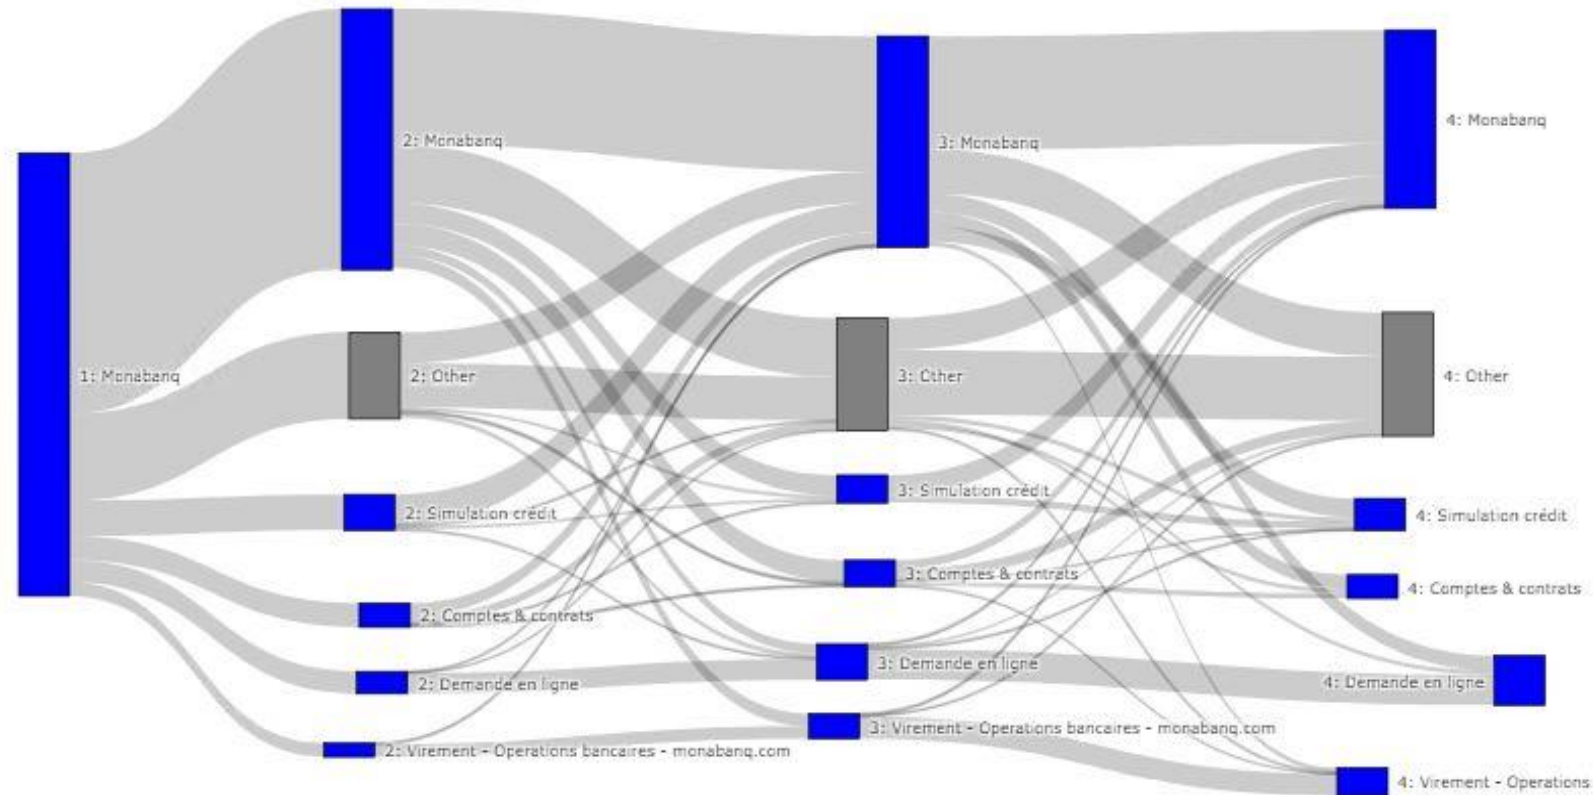 1: Monabanq
2: Monabanq
2: Other
2: Simulation crédit
2: Comptes & contrats
2: Demande en ligne
2: Virement - Operations bancaires - monabanq.com
3: Monabanq
3: Other
3: Simulation crédit
3: Comptes & contrats
3: Demande en ligne
3: Virement - Operations bancaires - monabanq.com
4: Monabanq
4: Other
4: Simulation crédit
4: Comptes & contrats
4: Demande en ligne
4: Virement - Operations